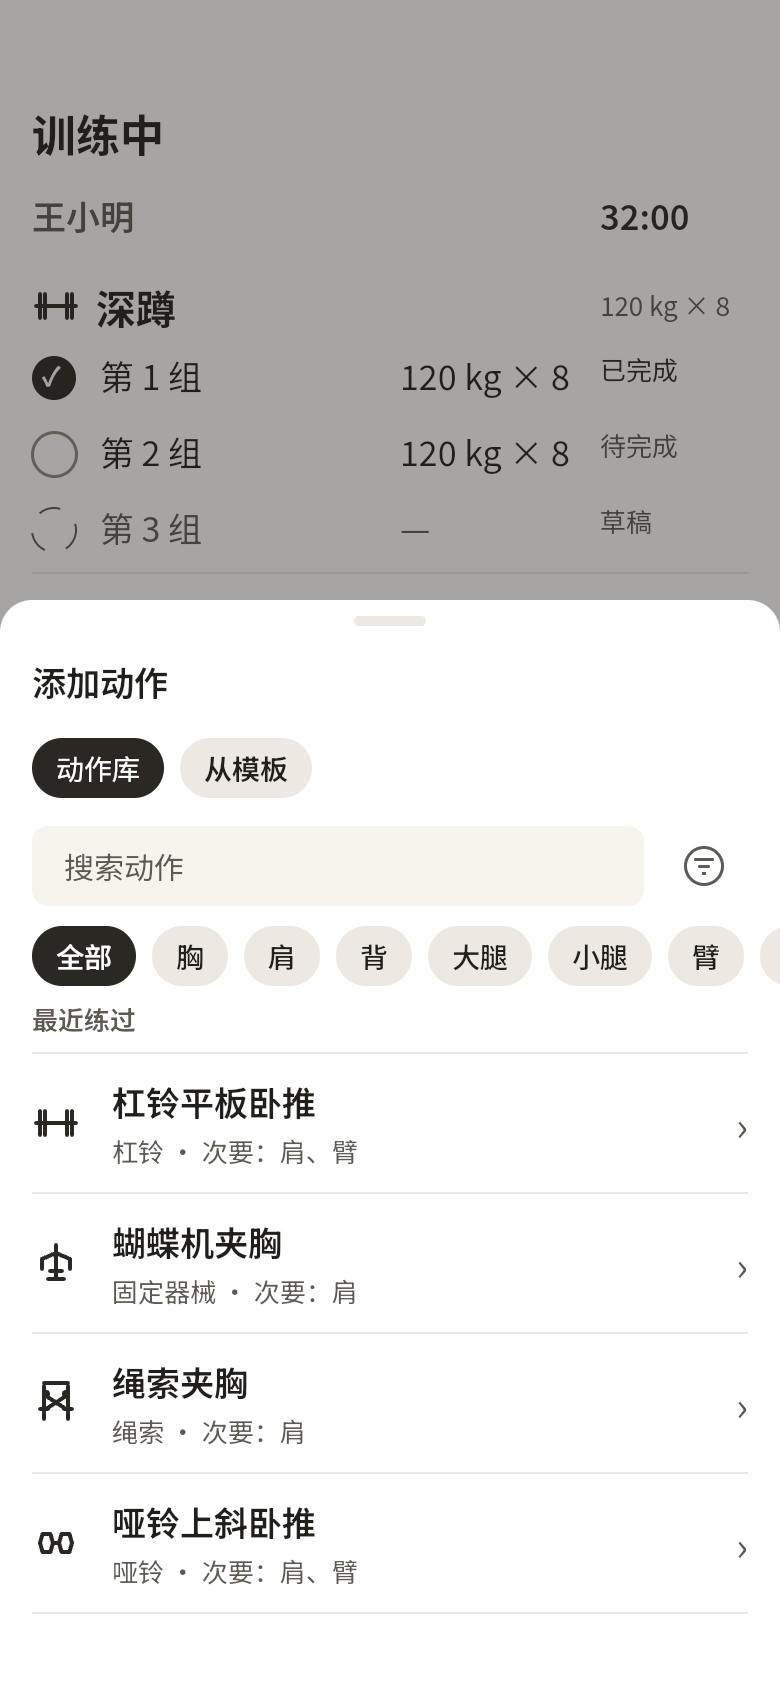 训练中
王小明 32:00
深蹲 120 kg × 8
第 1 组 120 kg × 8 已完成
第 2 组 120 kg × 8 待完成
第 3 组 — 草稿
添加动作
动作库 从模板
搜索动作
全部 胸 肩 背 大腿 小腿 臂
最近练过
杠铃平板卧推
杠铃 · 次要：肩、臂
蝴蝶机夹胸
固定器械 · 次要：肩
绳索夹胸
绳索 · 次要：肩
哑铃上斜卧推
哑铃 · 次要：肩、臂